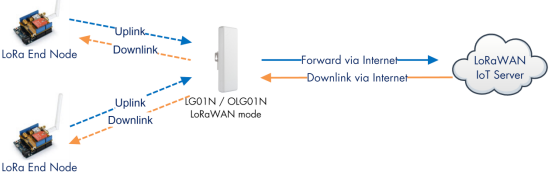 Uplink
Downlink
LoRa End Node
Forward via Internet
Downlink via Internet
LoRaWAN
IoT Server
LG01N / OLG01N
LoRaWAN mode
Uplink
Downlink
LoRa End Node